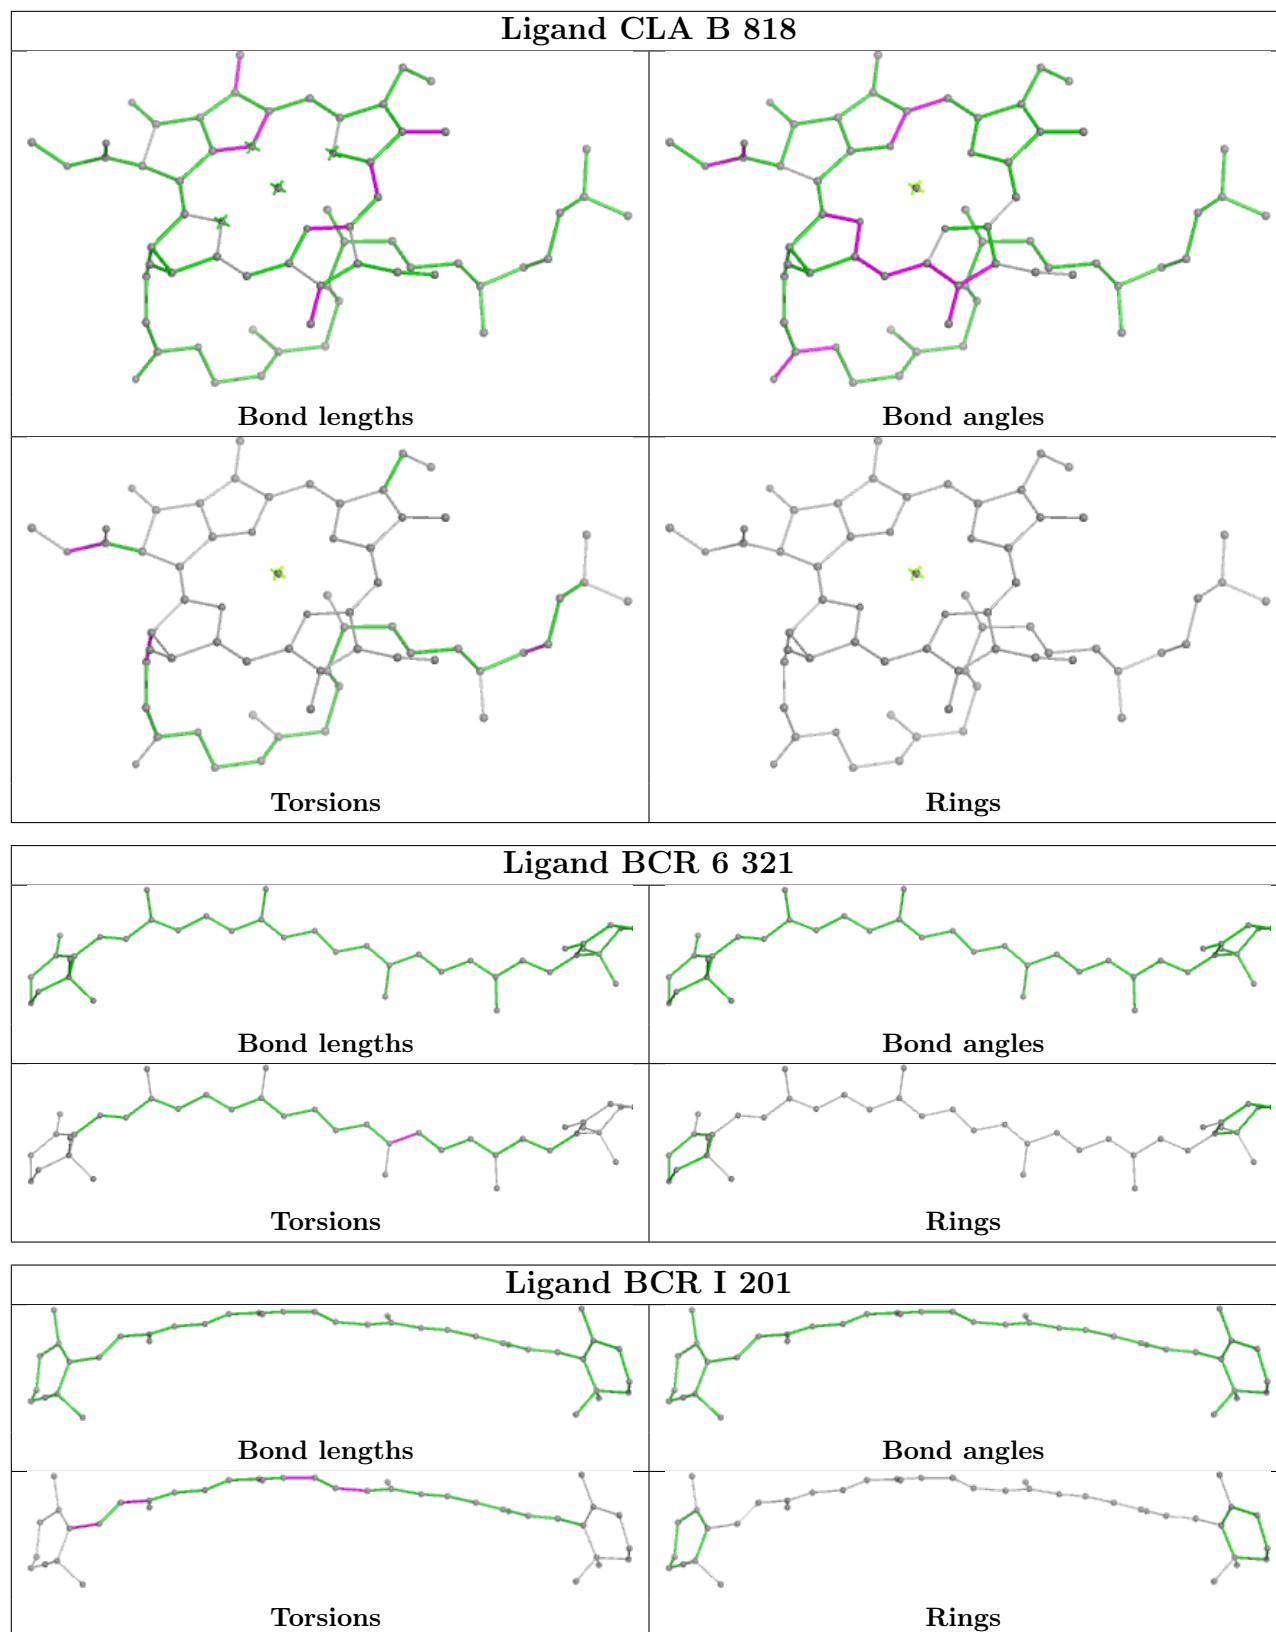 Ligand CLA B 818
Bond lengths
Bond angles
Torsions
Rings
Ligand BCR 6 321
Bond lengths
Bond angles
Torsions
Rings
Ligand BCR I 201
Bond lengths
Bond angles
Torsions
Rings